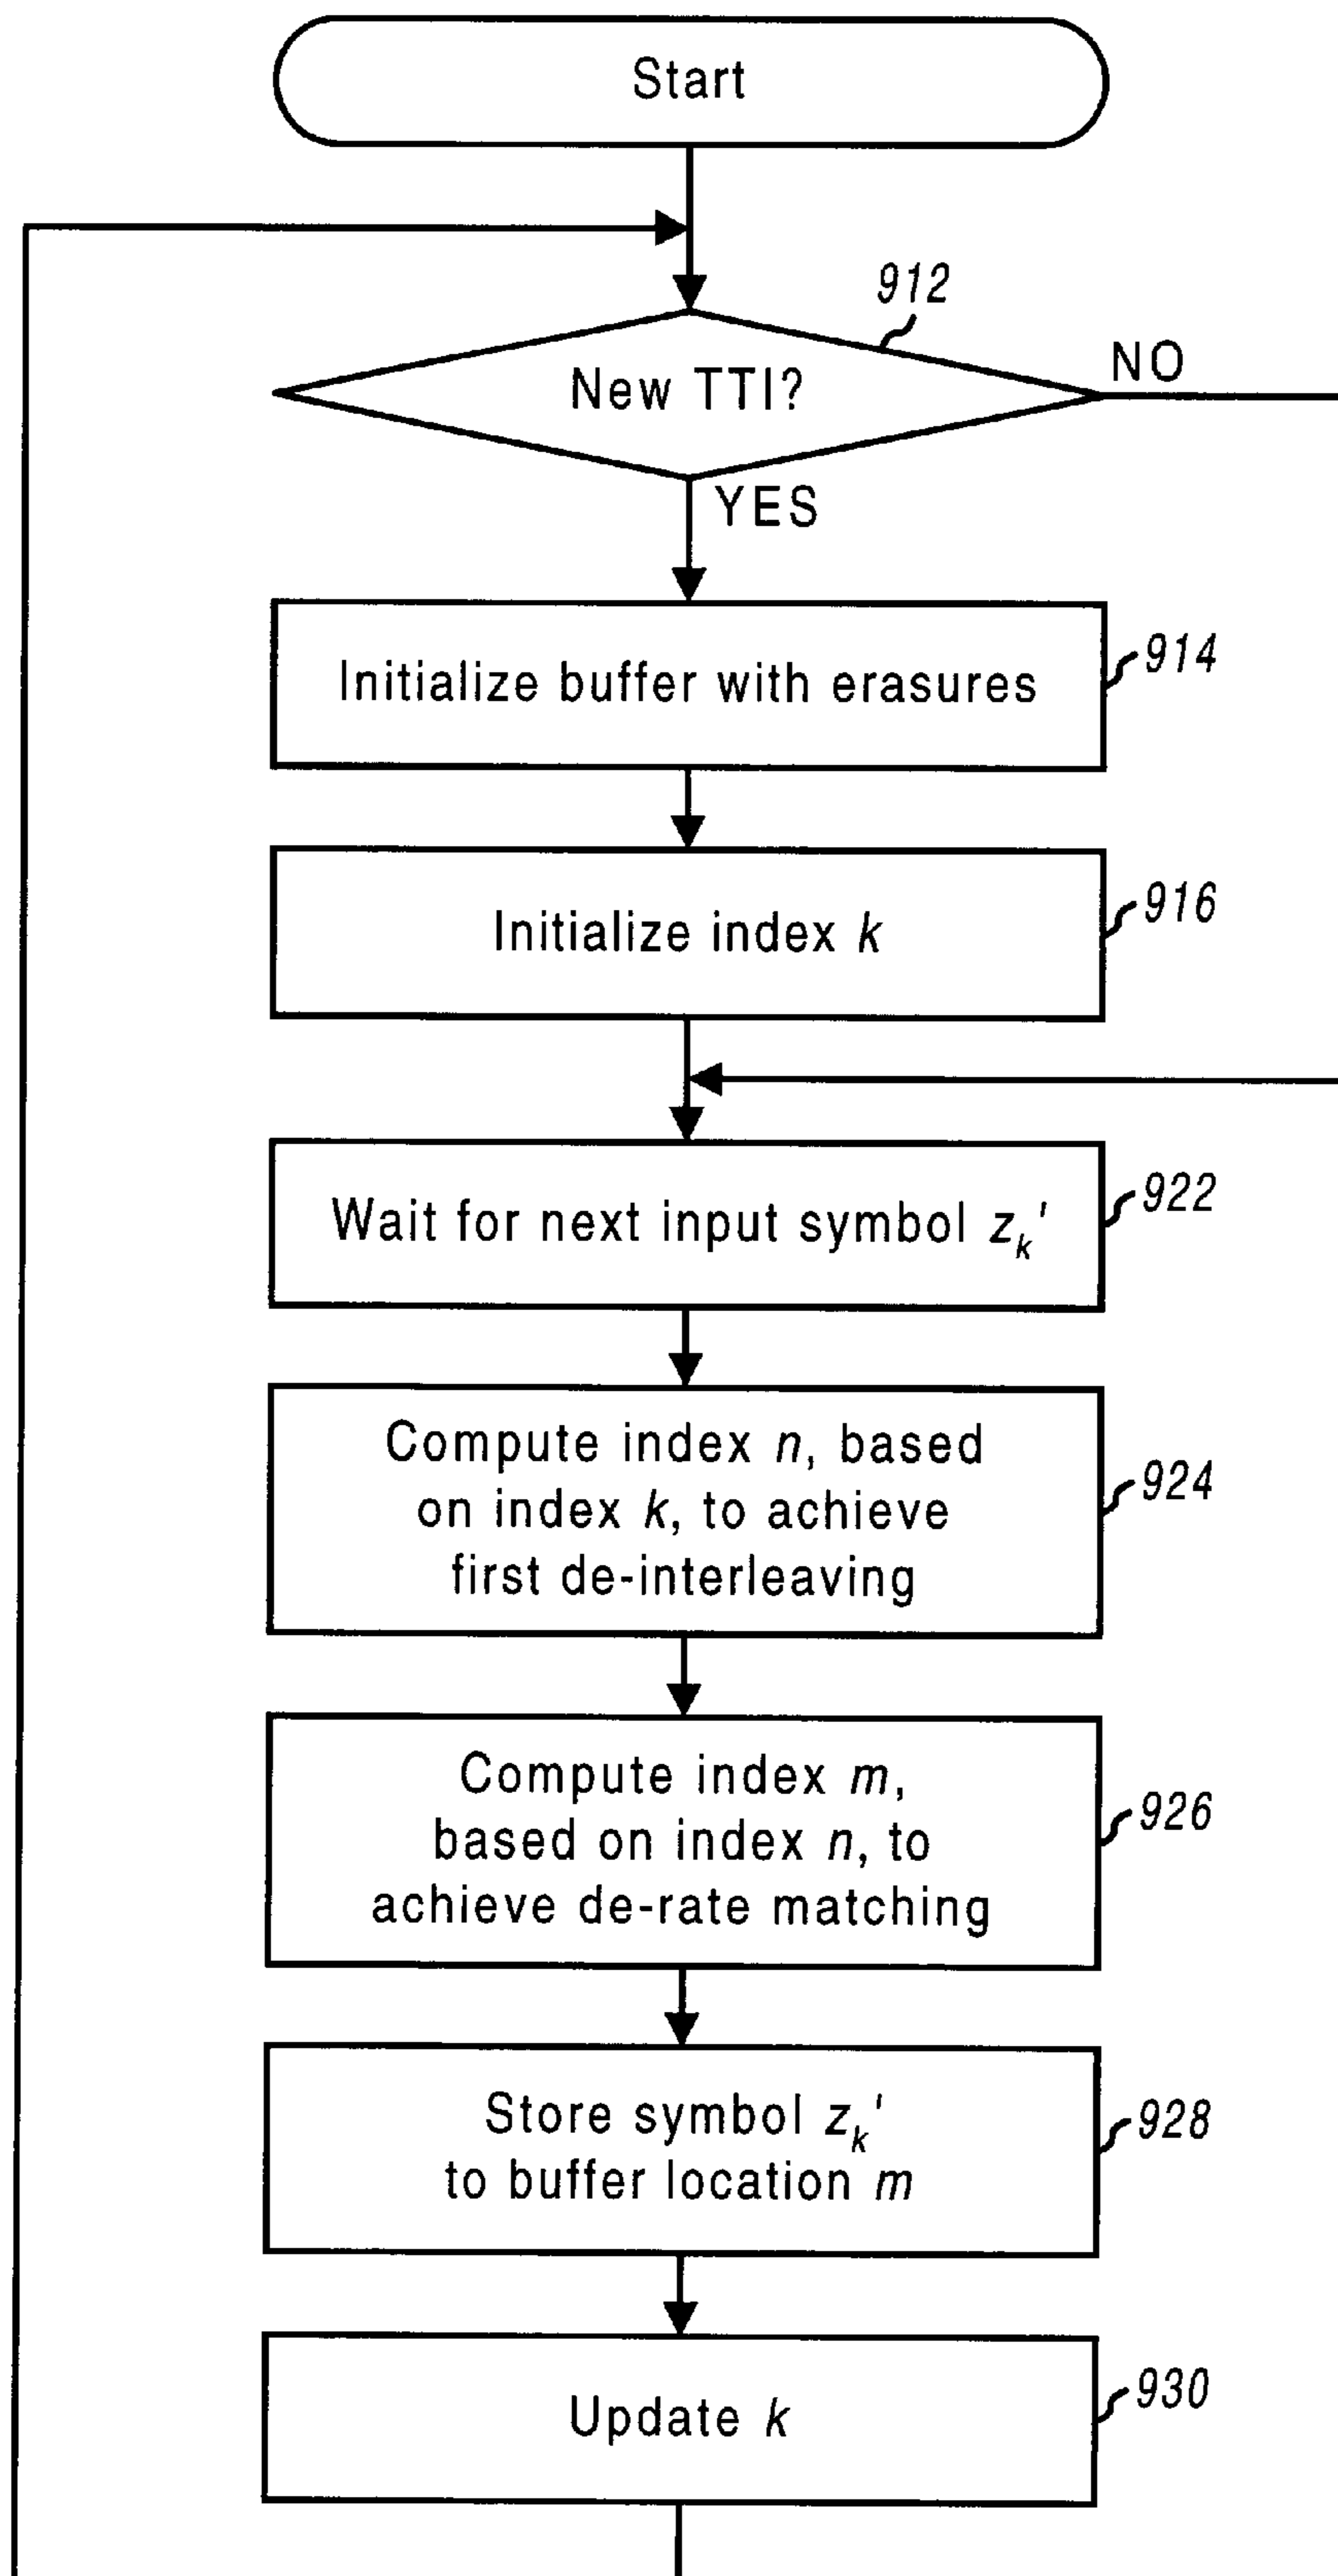 Start
912
New TTI?
NO
YES
Initialize buffer with erasures
914
Initialize index k
916
Wait for next input symbol zk'
922
Compute index n, based
on index k, to achieve
first de-interleaving
924
Compute index m,
based on index n, to
achieve de-rate matching
926
Store symbol zk'
to buffer location m
928
Update k
930